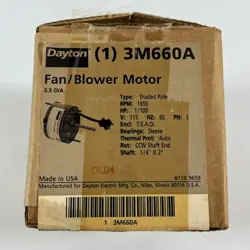 Dayton (1) 3M660A
Fan/Blower Motor
3.3 DIA.
Type: Shaded Pole
RPM: 1550
HP: 1/100
V: 115 HZ: 60 PH: 1
Encl: T.E.A.O.
Bearings: Sleeve
Thermal Prot: Auto
Rot: CCW Shaft End
Shaft: 1/4" X 2"
Made in/USA
Manufactured for Dayton Electric Mfg. Co., Niles, Illinois 60714 U.S.A.
1 3M660A